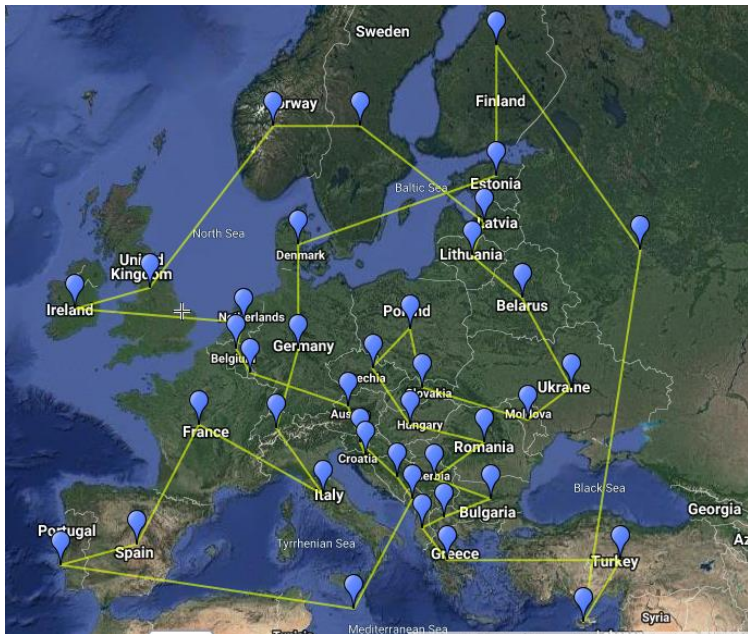 Sweden
Norway
Finland
Baltic Sea
Estonia
North Sea
Latvia
Denmark
Lithuania
United
Kingdom
Ireland
Belarus
Netherlands
Poland
Germany
Belgium
Czechia
Ukraine
Slovakia
Austria
Moldova
Hungary
France
Romania
Croatia
Serbia
Italy
Black Sea
Bulgaria
Georgia
Portugal
Spain
Tyrrhenian Sea
Greece
Turkey
Az
Syria
Mediterranean Sea